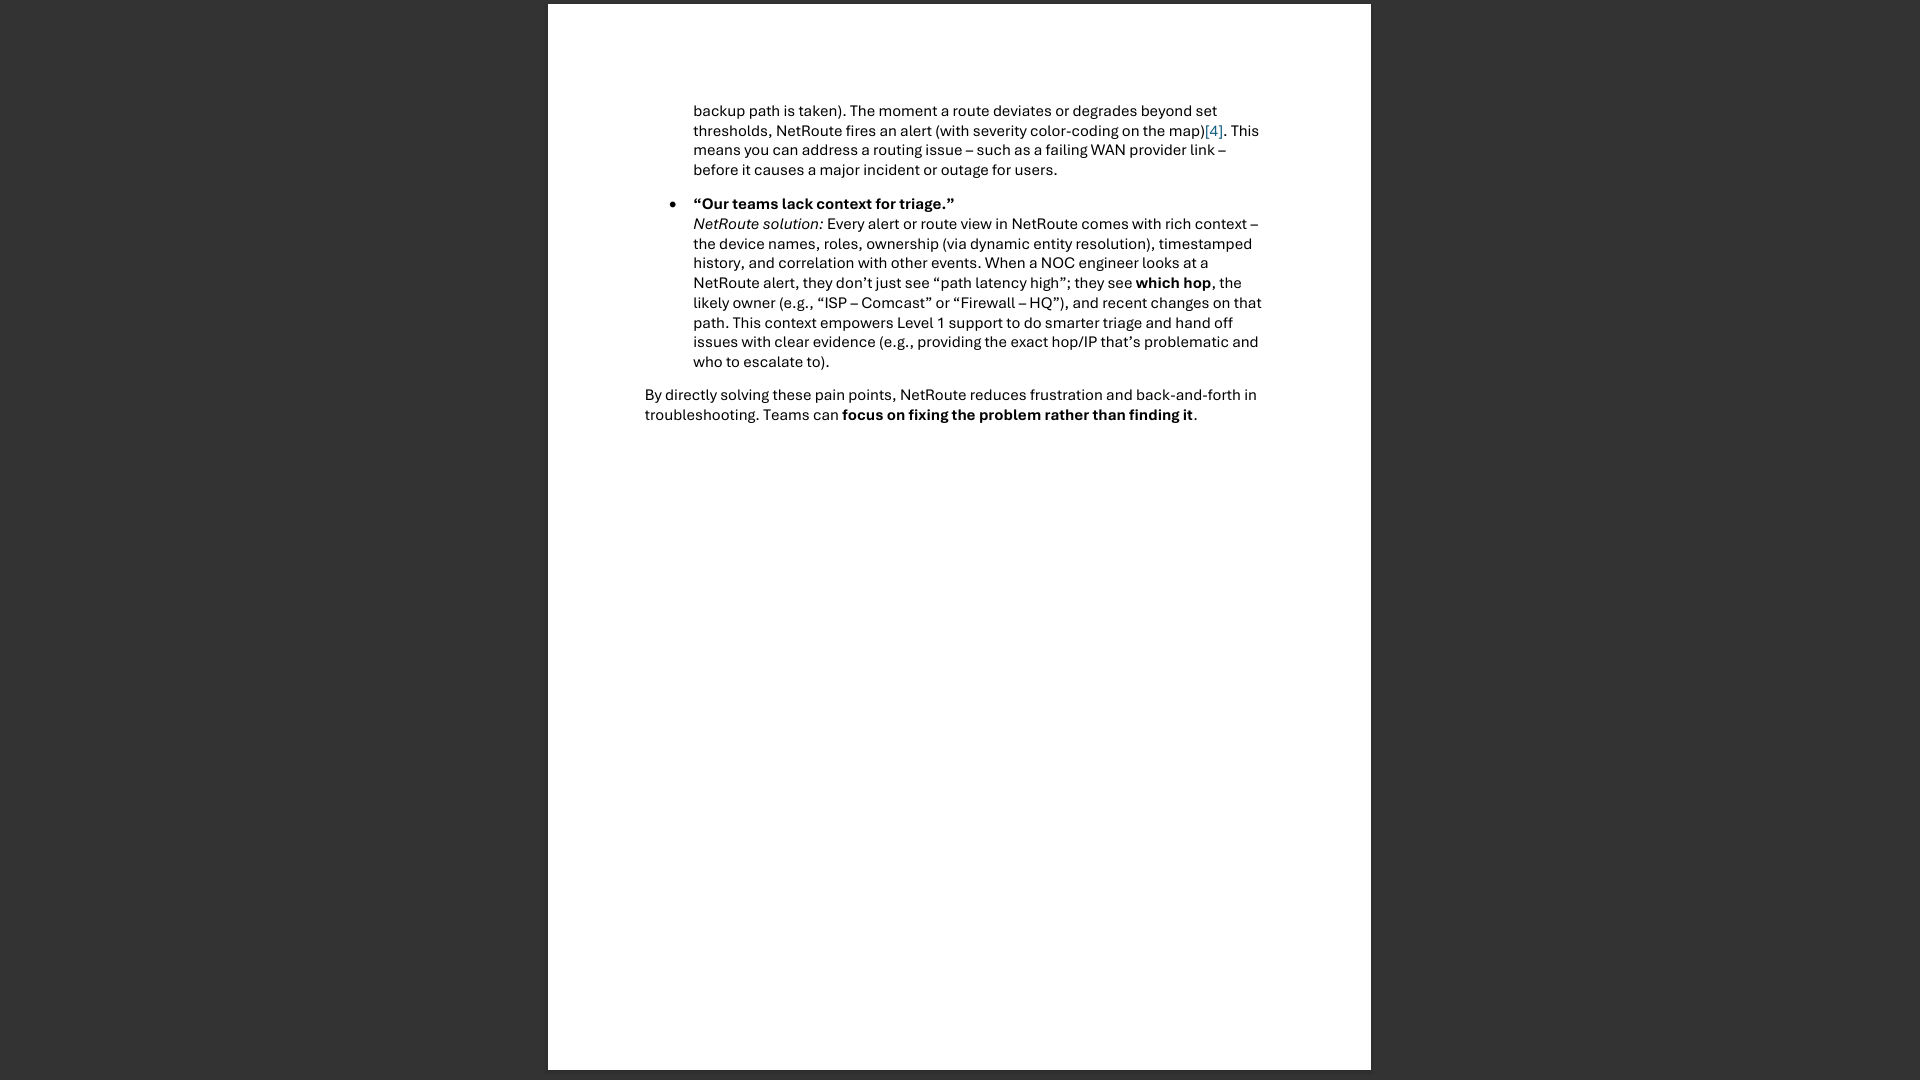 backup path is taken). The moment a route deviates or degrades beyond set
thresholds, NetRoute fires an alert (with severity color-coding on the map)[4]. This
means you can address a routing issue – such as a failing WAN provider link –
before it causes a major incident or outage for users.
• “Our teams lack context for triage.”
NetRoute solution: Every alert or route view in NetRoute comes with rich context –
the device names, roles, ownership (via dynamic entity resolution), timestamped
history, and correlation with other events. When a NOC engineer looks at a
NetRoute alert, they don’t just see “path latency high”; they see which hop, the
likely owner (e.g., “ISP – Comcast” or “Firewall – HQ”), and recent changes on that
path. This context empowers Level 1 support to do smarter triage and hand off
issues with clear evidence (e.g., providing the exact hop/IP that’s problematic and
who to escalate to).
By directly solving these pain points, NetRoute reduces frustration and back-and-forth in
troubleshooting. Teams can focus on fixing the problem rather than finding it.